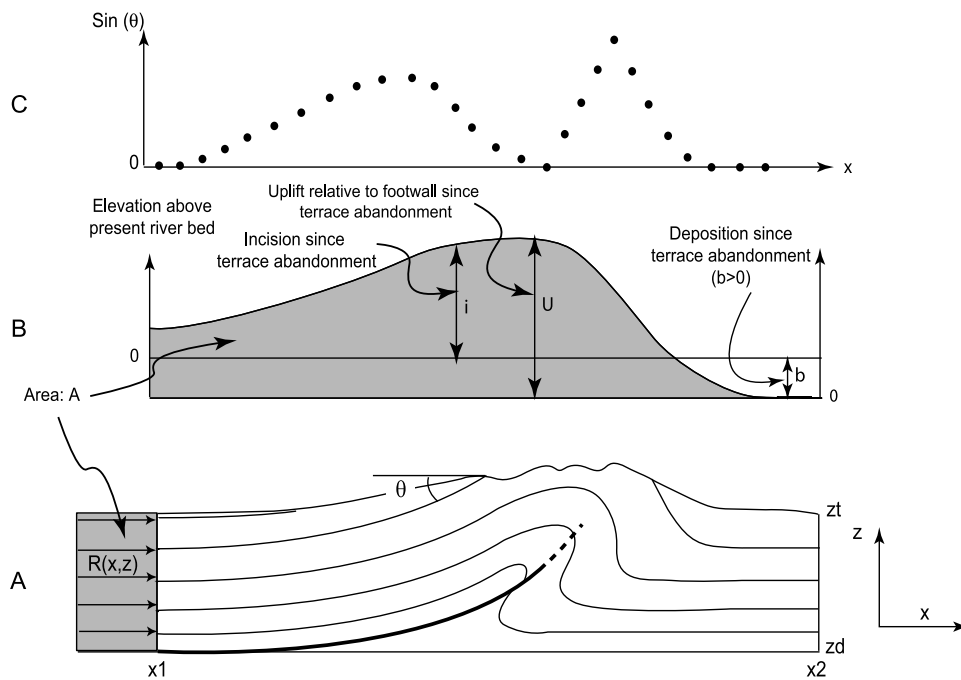 Sin (θ)
C
0
x
Elevation above
present river bed
Uplift relative to footwall since
terrace abandonment
Incision since
terrace abandonment
Deposition since
terrace abandonment
(b>0)
B
i
U
0
b
0
Area: A
θ
zt
z
R(x,z)
A
x
zd
x1
x2